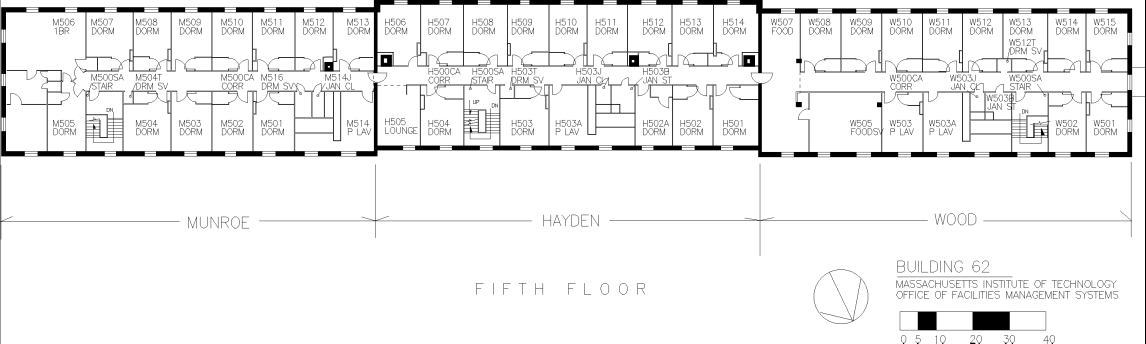 M506
1BR
M507
DORM
M508
DORM
M509
DORM
M510
DORM
M511
DORM
M512
DORM
M513
DORM
H506
DORM
H507
DORM
H508
DORM
H509
DORM
H510
DORM
H511
DORM
H512
DORM
H513
DORM
H514
DORM
W507
FOOD
W508
DORM
W509
DORM
W510
DORM
W511
DORM
W512
DORM
W513
DORM
W514
DORM
W515
DORM
W512T
DRM SV
M500SA
STAIR
M504T
DRM SV
M500CA
CORR
M516
DRM SV
M514J
JAN CL
H500CA
CORR
H500SA
STAIR
H503T
DRM SV
H503J
JAN CL
H503B
JAN ST
W500CA
CORR
W503J
JAN CL
W500SA
STAIR
W503B
JAN ST
DN
UP
DN
DN
M505
DORM
M504
DORM
M503
DORM
M502
DORM
M501
DORM
M514
P LAV
H505
LOUNGE
H504
DORM
H503
DORM
H503A
P LAV
H502A
DORM
H502
DORM
H501
DORM
W505
FOODSV
W503
P LAV
W503A
P LAV
W502
DORM
W501
DORM
MUNROE
HAYDEN
WOOD
FIFTH FLOOR
BUILDING 62
MASSACHUSETTS INSTITUTE OF TECHNOLOGY
OFFICE OF FACILITIES MANAGEMENT SYSTEMS
0 5 10 20 30 40